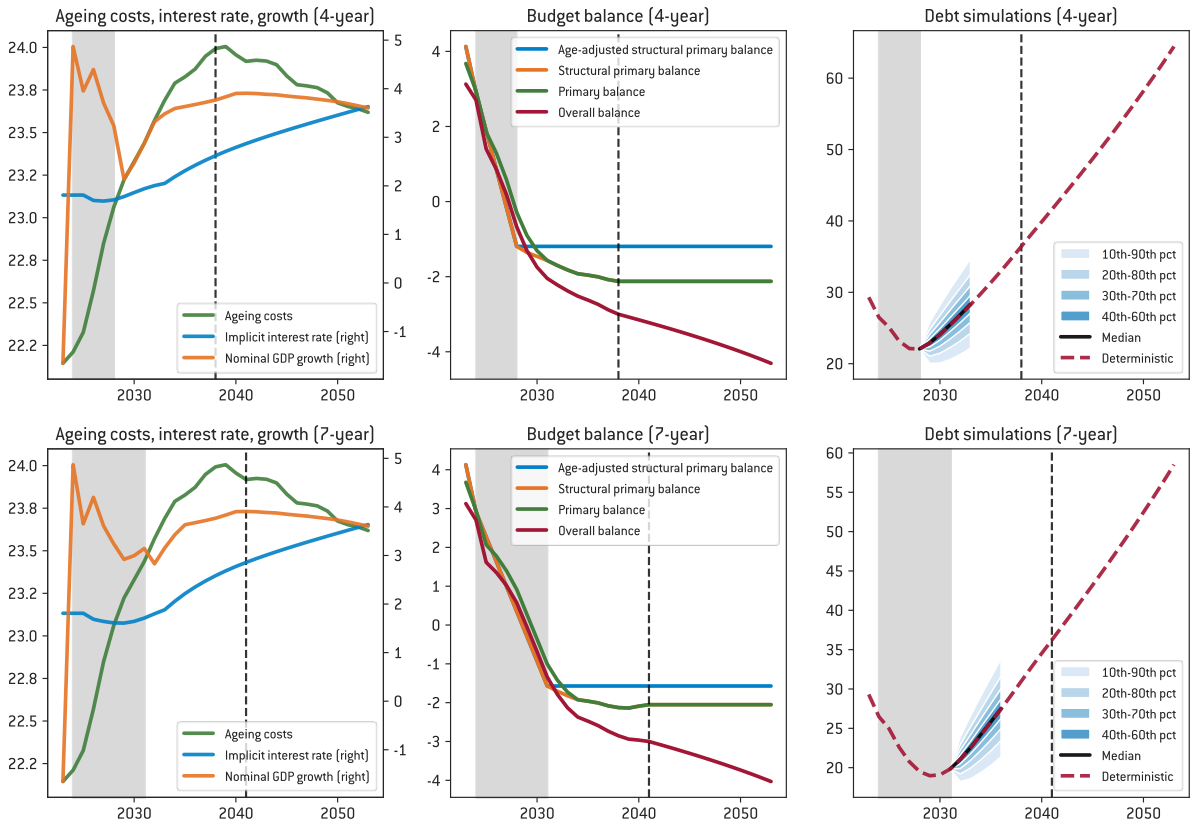 Ageing costs, interest rate, growth (4-year)
24.0
23.8
23.5
23.2
23.0
22.8
22.5
22.2
5
4
3
2
1
0
-1
2030
2040
2050
Ageing costs
Implicit interest rate (right)
Nominal GDP growth (right)
Budget balance (4-year)
4
2
0
-2
-4
2030
2040
2050
Age-adjusted structural primary balance
Structural primary balance
Primary balance
Overall balance
Debt simulations (4-year)
60
50
40
30
20
2030
2040
2050
10th-90th pct
20th-80th pct
30th-70th pct
40th-60th pct
Median
Deterministic
Ageing costs, interest rate, growth (7-year)
24.0
23.8
23.5
23.2
23.0
22.8
22.5
22.2
5
4
3
2
1
0
-1
2030
2040
2050
Ageing costs
Implicit interest rate (right)
Nominal GDP growth (right)
Budget balance (7-year)
4
3
2
1
0
-1
-2
-3
-4
2030
2040
2050
Age-adjusted structural primary balance
Structural primary balance
Primary balance
Overall balance
Debt simulations (7-year)
60
55
50
45
40
35
30
25
20
2030
2040
2050
10th-90th pct
20th-80th pct
30th-70th pct
40th-60th pct
Median
Deterministic